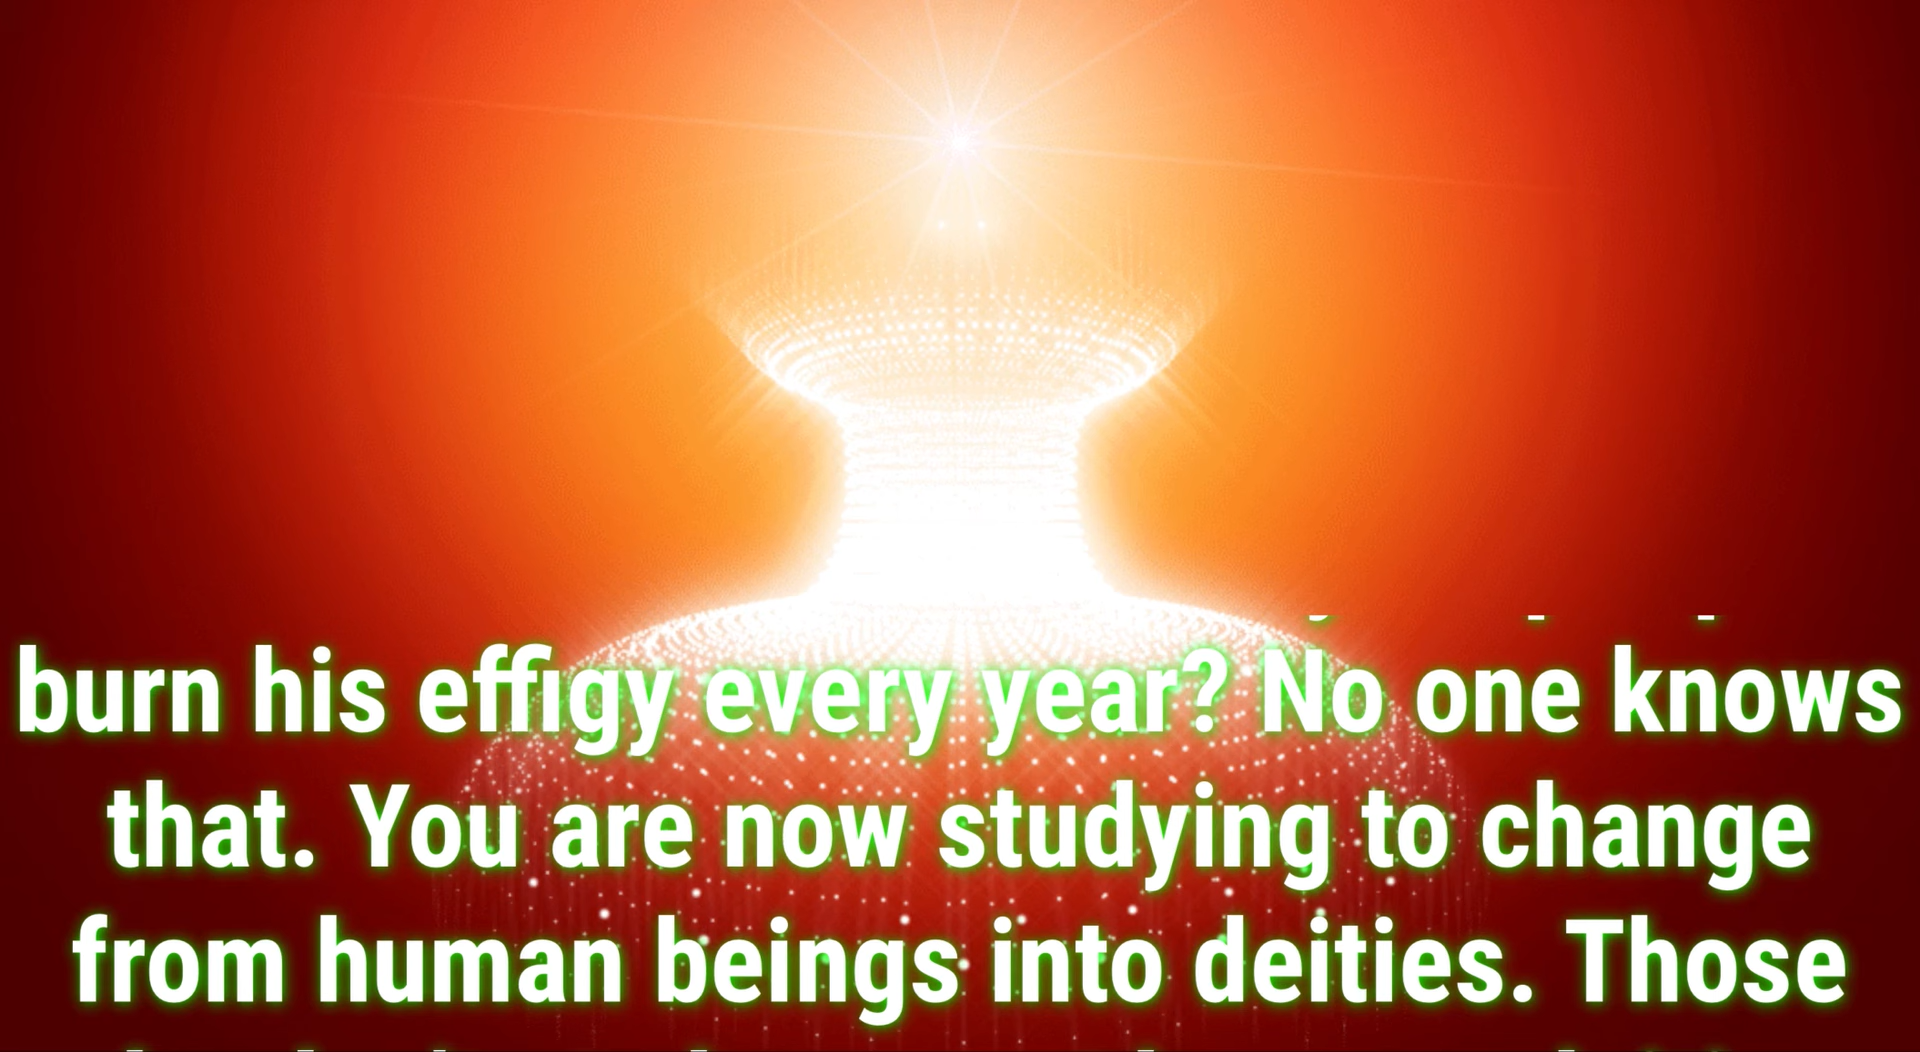 burn his effigy every year? No one knows
that. You are now studying to change
from human beings into deities. Those